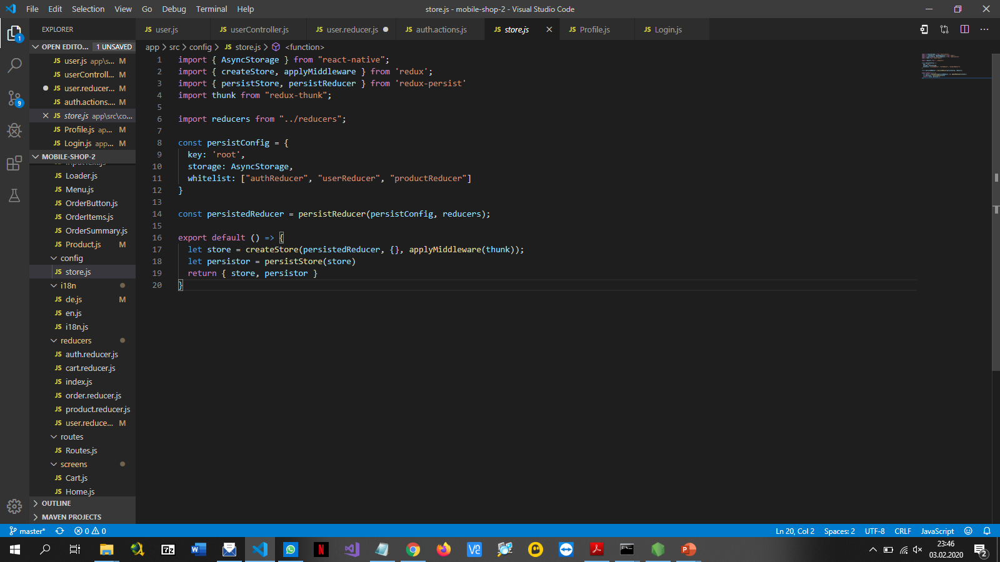 File Edit Selection View Go Debug Terminal Help
store.js - mobile-shop-2 - Visual Studio Code
EXPLORER
OPEN EDITO... 1 UNSAVED
JS user.js app\s... M
JS userControll... M
JS user.reducer... M
JS auth.actions.... M
JS store.js app\src\co...
JS Profile.js ap... M
JS Login.js app... M
MOBILE-SHOP-2
JS Loader.js
JS Menu.js
JS OrderButton.js
JS OrderItems.js
JS OrderSummary.js
JS Product.js M
config
JS store.js
i18n
JS de.js M
JS en.js
JS i18n.js
reducers
JS auth.reducer.js
JS cart.reducer.js
JS index.js
JS order.reducer.js
JS product.reducer.js
JS user.reduce... M
routes
JS Routes.js
screens
JS Cart.js
JS Home.js
OUTLINE
MAVEN PROJECTS
1
9
JS user.js JS userController.js JS user.reducer.js JS auth.actions.js JS store.js JS Profile.js JS Login.js
app > src > config > JS store.js > <function>
1 import { AsyncStorage } from "react-native";
2 import { createStore, applyMiddleware } from 'redux';
3 import { persistStore, persistReducer } from 'redux-persist'
4 import thunk from "redux-thunk";
5
6 import reducers from "../reducers";
7
8 const persistConfig = {
9 key: 'root',
10 storage: AsyncStorage,
11 whitelist: ["authReducer", "userReducer", "productReducer"]
12 }
13
14 const persistedReducer = persistReducer(persistConfig, reducers);
15
16 export default () => {
17 let store = createStore(persistedReducer, {}, applyMiddleware(thunk));
18 let persistor = persistStore(store)
19 return { store, persistor }
20 }
master* 0 0 Ln 20, Col 2 Spaces: 2 UTF-8 CRLF JavaScript
23:46
03.02.2020
2